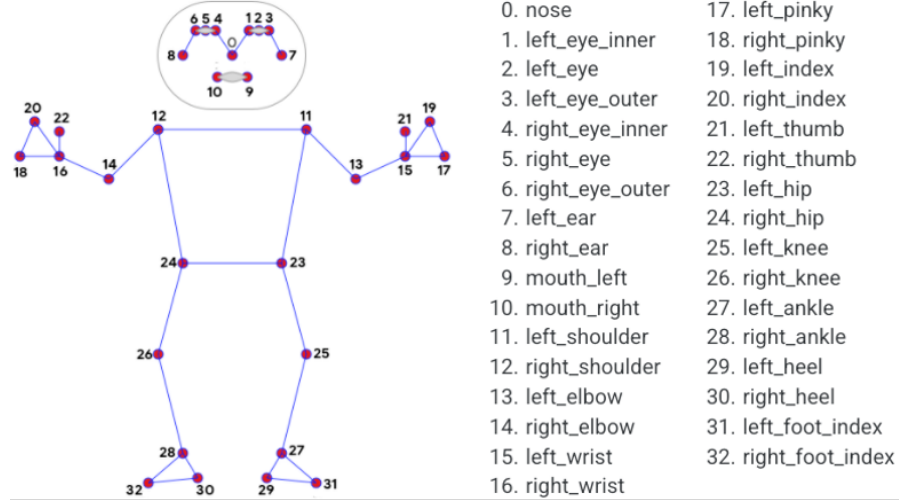 6 5 4 1 2 3
0
8 7
10 9
20 22 12 11 21 19
18 16 14 13 15 17
24 23
26 25
28 27
32 30 29 31
0. nose
1. left_eye_inner
2. left_eye
3. left_eye_outer
4. right_eye_inner
5. right_eye
6. right_eye_outer
7. left_ear
8. right_ear
9. mouth_left
10. mouth_right
11. left_shoulder
12. right_shoulder
13. left_elbow
14. right_elbow
15. left_wrist
16. right_wrist
17. left_pinky
18. right_pinky
19. left_index
20. right_index
21. left_thumb
22. right_thumb
23. left_hip
24. right_hip
25. left_knee
26. right_knee
27. left_ankle
28. right_ankle
29. left_heel
30. right_heel
31. left_foot_index
32. right_foot_index